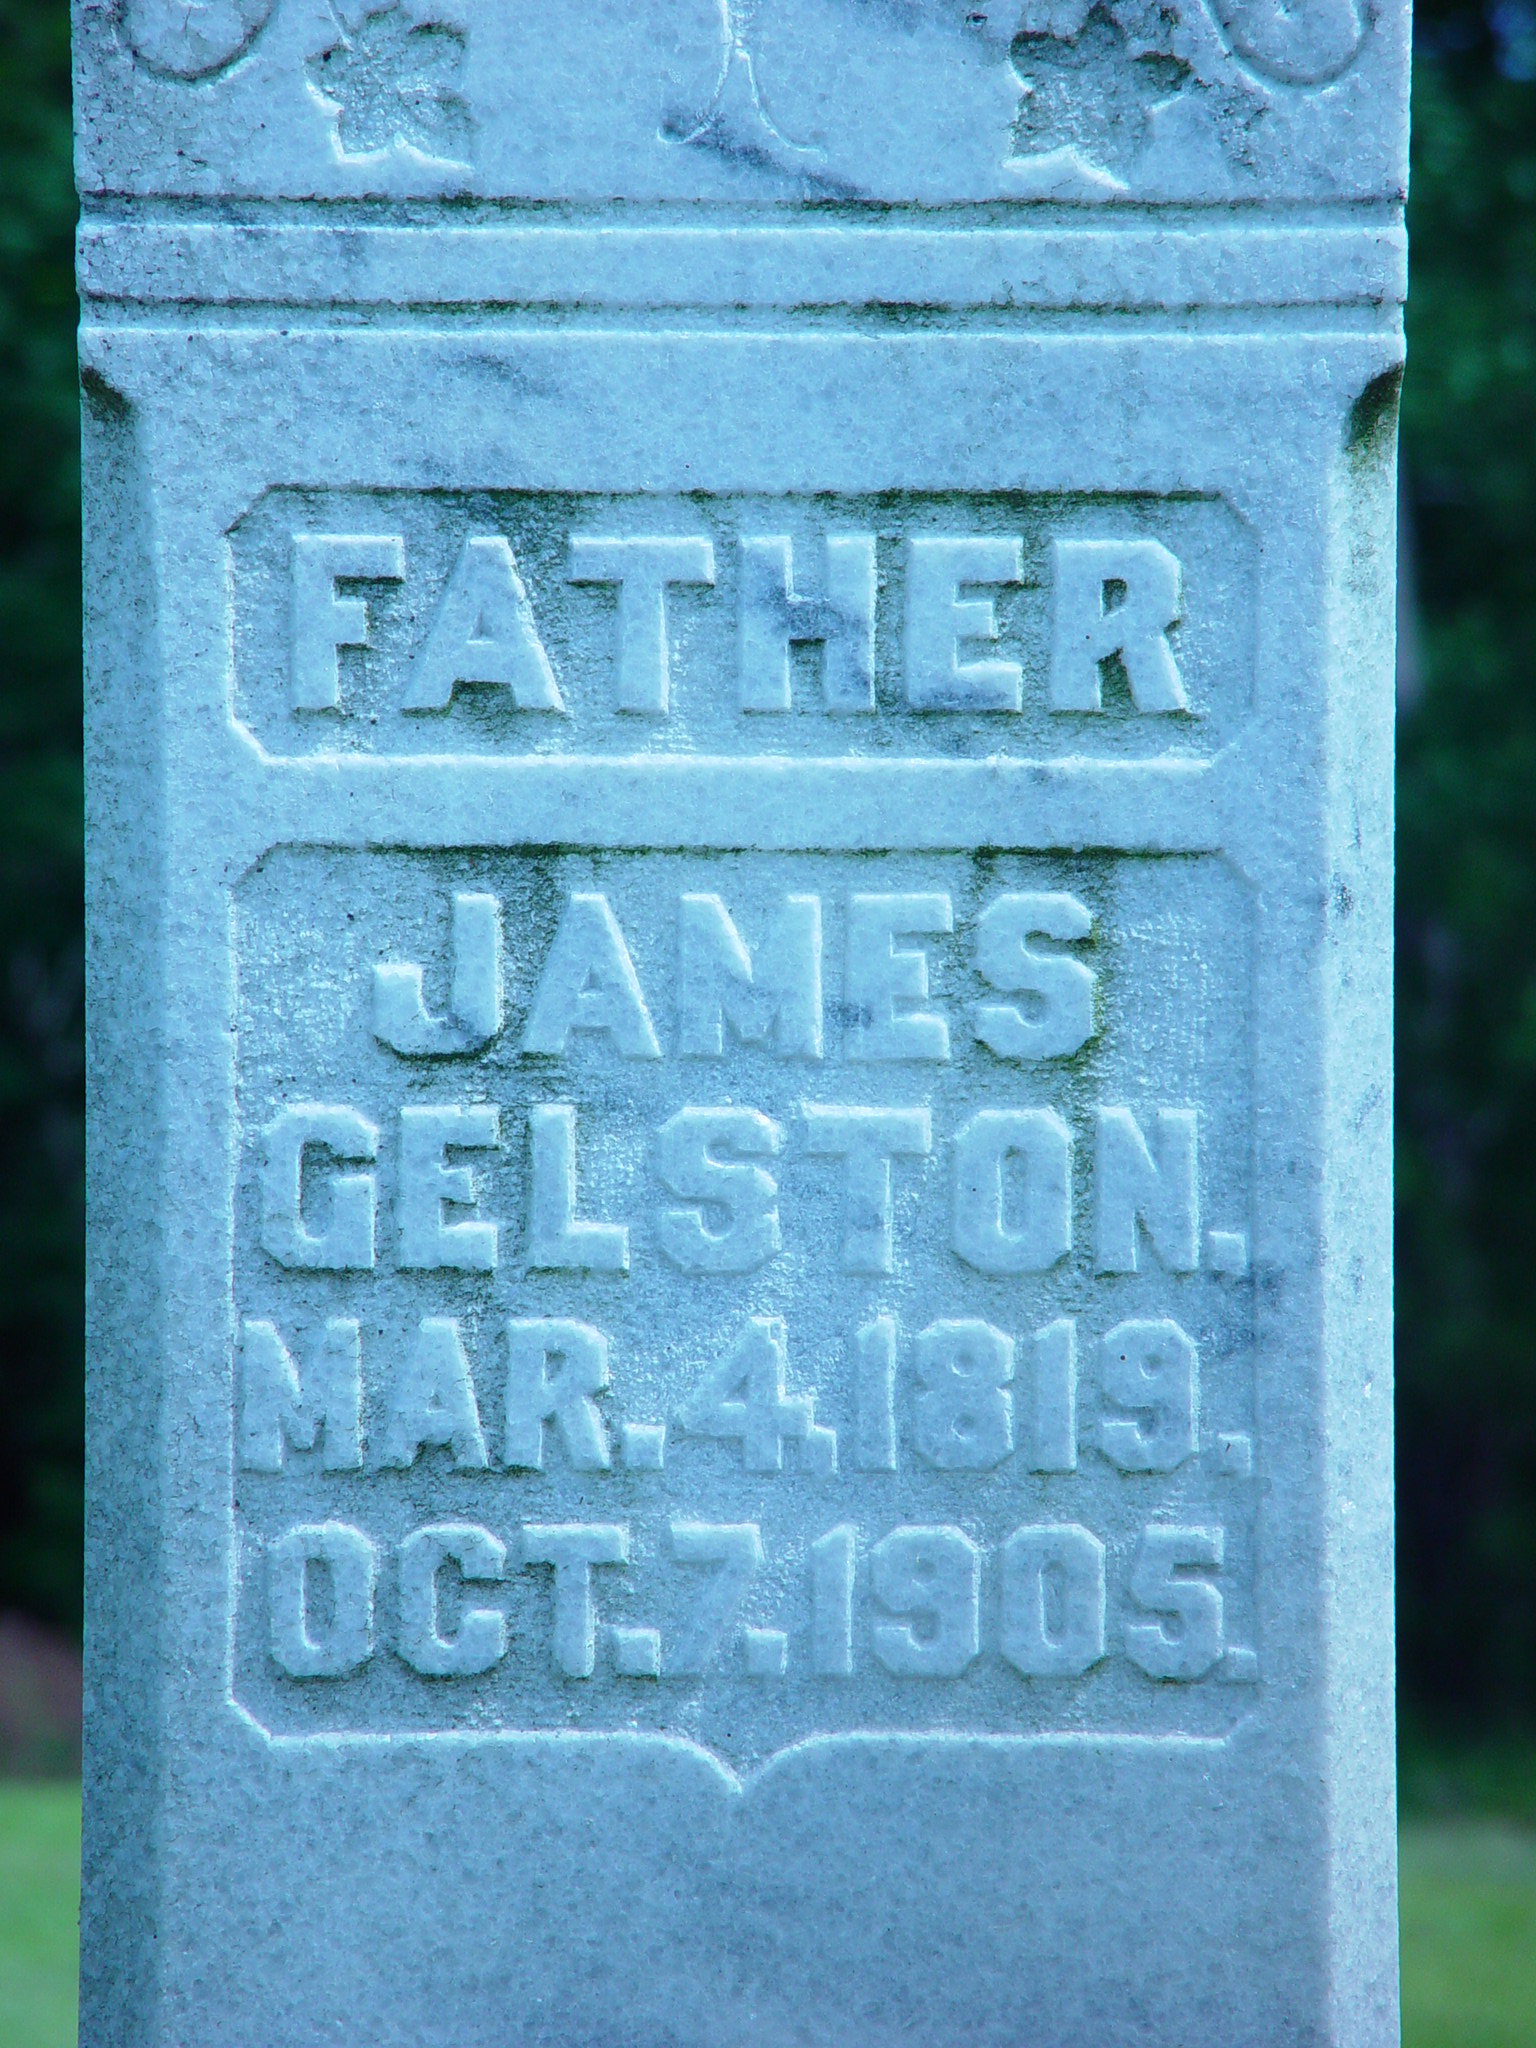 FATHER
JAMES
GELSTON.
MAR. 4, 1819.
OCT. 7. 1905.